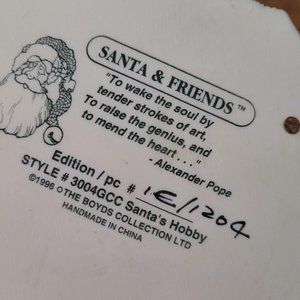 SANTA & FRIENDS™
"To wake the soul by
tender strokes of art,
To raise the genius, and
to mend the heart . . ."
- Alexander Pope
Edition / pc # 1E/1204
STYLE # 3004GCC Santa's Hobby
©1996 THE BOYDS COLLECTION LTD
HANDMADE IN CHINA